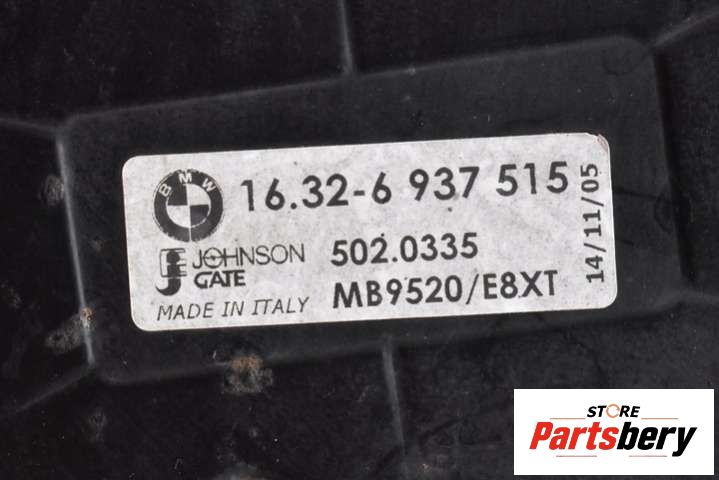 BMW
16.32-6 937 515
JOHNSON
GATE
502.0335
MADE IN ITALY
MB9520/E8XT
14/11/05
STORE
Partsbery